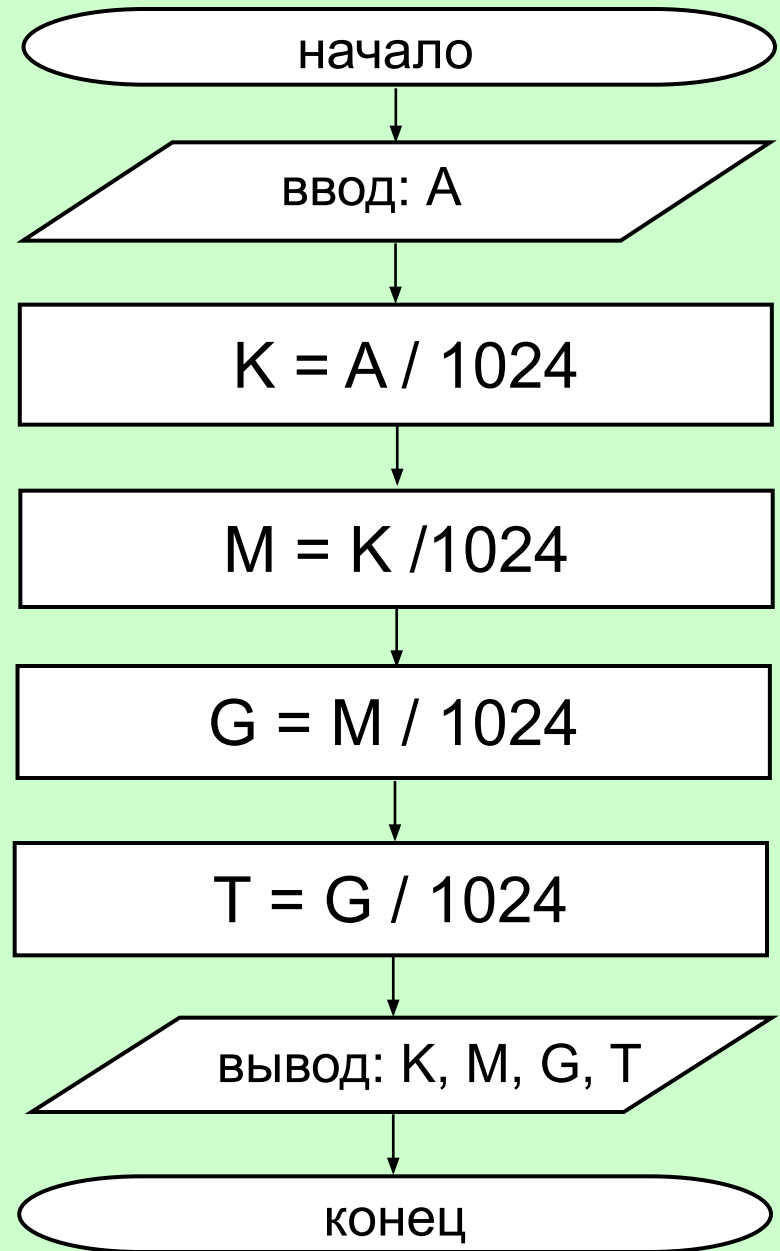 начало
ввод: A
K = A / 1024
M = K /1024
G = M / 1024
T = G / 1024
вывод: K, M, G, T
конец